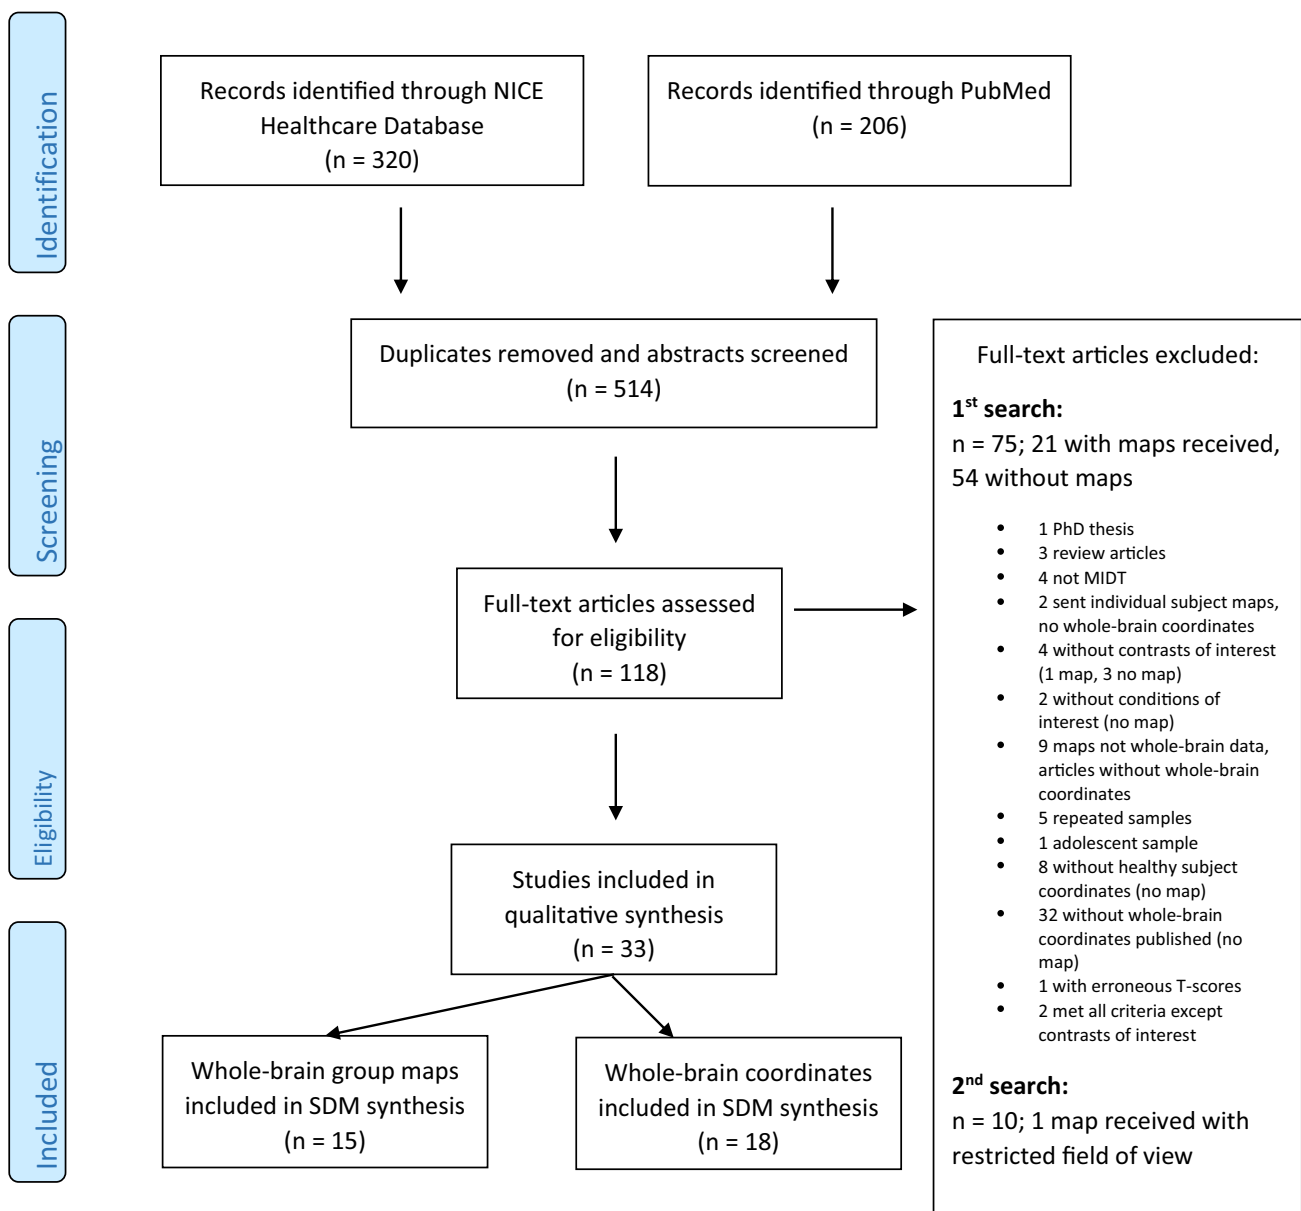 Identification
Records identified through NICE
Healthcare Database
(n = 320)
Records identified through PubMed
(n = 206)
Screening
Duplicates removed and abstracts screened
(n = 514)
Full-text articles assessed
for eligibility
(n = 118)
Full-text articles excluded:
1st search:
n = 75; 21 with maps received,
54 without maps
• 1 PhD thesis
• 3 review articles
• 4 not MIDT
• 2 sent individual subject maps,
no whole-brain coordinates
• 4 without contrasts of interest
(1 map, 3 no map)
• 2 without conditions of
interest (no map)
• 9 maps not whole-brain data,
articles without whole-brain
coordinates
• 5 repeated samples
• 1 adolescent sample
• 8 without healthy subject
coordinates (no map)
• 32 without whole-brain
coordinates published (no
map)
• 1 with erroneous T-scores
• 2 met all criteria except
contrasts of interest
2nd search:
n = 10; 1 map received with
restricted field of view
Eligibility
Studies included in
qualitative synthesis
(n = 33)
Included
Whole-brain group maps
included in SDM synthesis
(n = 15)
Whole-brain coordinates
included in SDM synthesis
(n = 18)